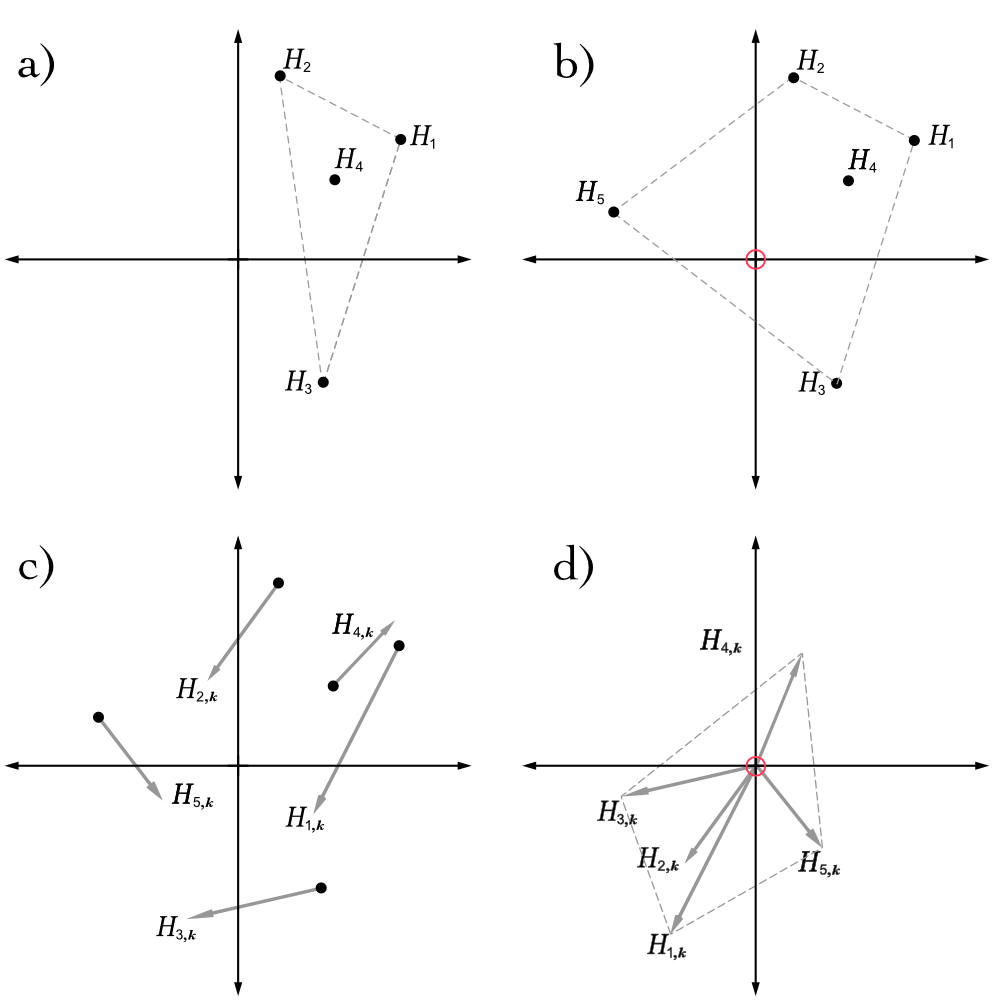 a)
H₂
H₁
H₄
H₃
b)
H₂
H₁
H₄
H₅
H₃
c)
H₄,ₖ
H₂,ₖ
H₅,ₖ
H₁,ₖ
H₃,ₖ
d)
H₄,ₖ
H₃,ₖ
H₂,ₖ
H₅,ₖ
H₁,ₖ